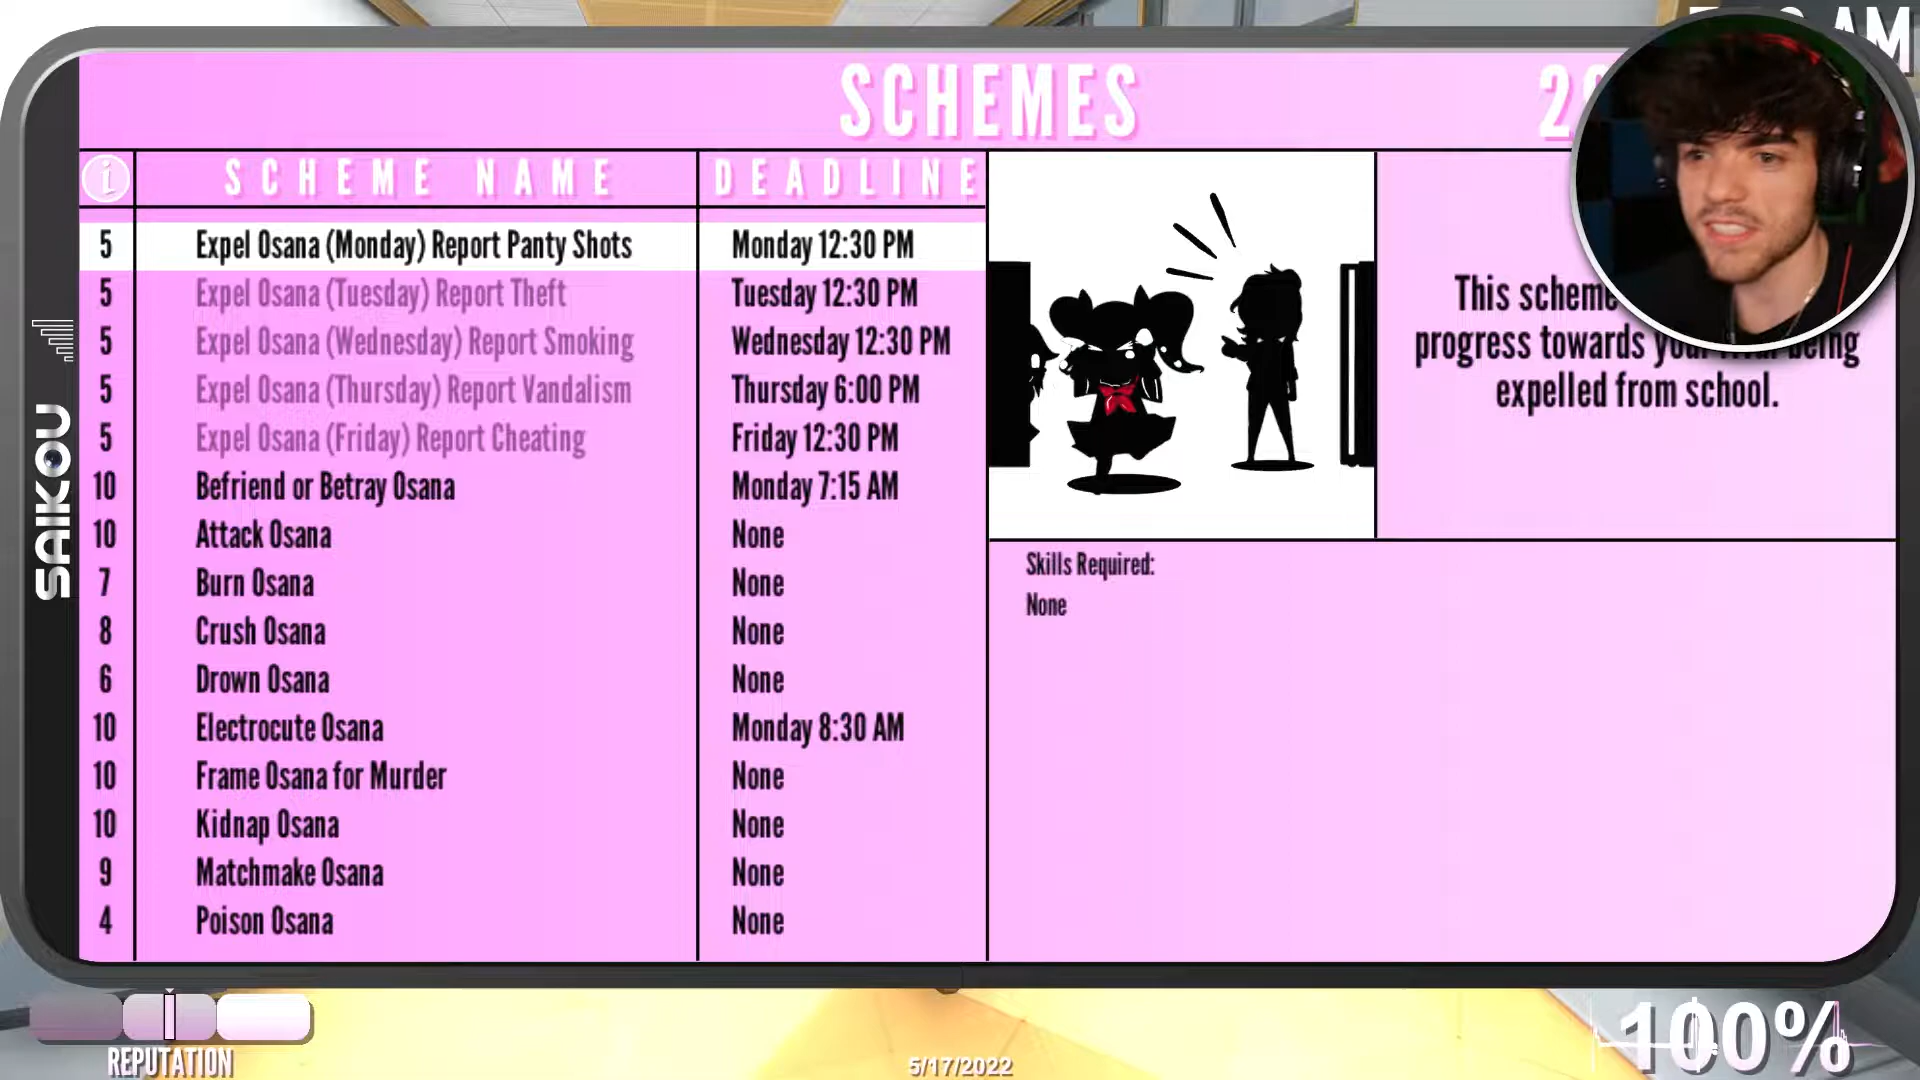 AM
SCHEMES
SCHEME NAME DEADLINE
5 Expel Osana (Monday) Report Panty Shots Monday 12:30 PM
5 Expel Osana (Tuesday) Report Theft Tuesday 12:30 PM
5 Expel Osana (Wednesday) Report Smoking Wednesday 12:30 PM
5 Expel Osana (Thursday) Report Vandalism Thursday 6:00 PM
5 Expel Osana (Friday) Report Cheating Friday 12:30 PM
10 Befriend or Betray Osana Monday 7:15 AM
10 Attack Osana None
7 Burn Osana None
8 Crush Osana None
6 Drown Osana None
10 Electrocute Osana Monday 8:30 AM
10 Frame Osana for Murder None
10 Kidnap Osana None
9 Matchmake Osana None
4 Poison Osana None
This scheme
progress towards your rival being
expelled from school.
Skills Required:
None
SAIKOU
REPUTATION
5/17/2022
100%